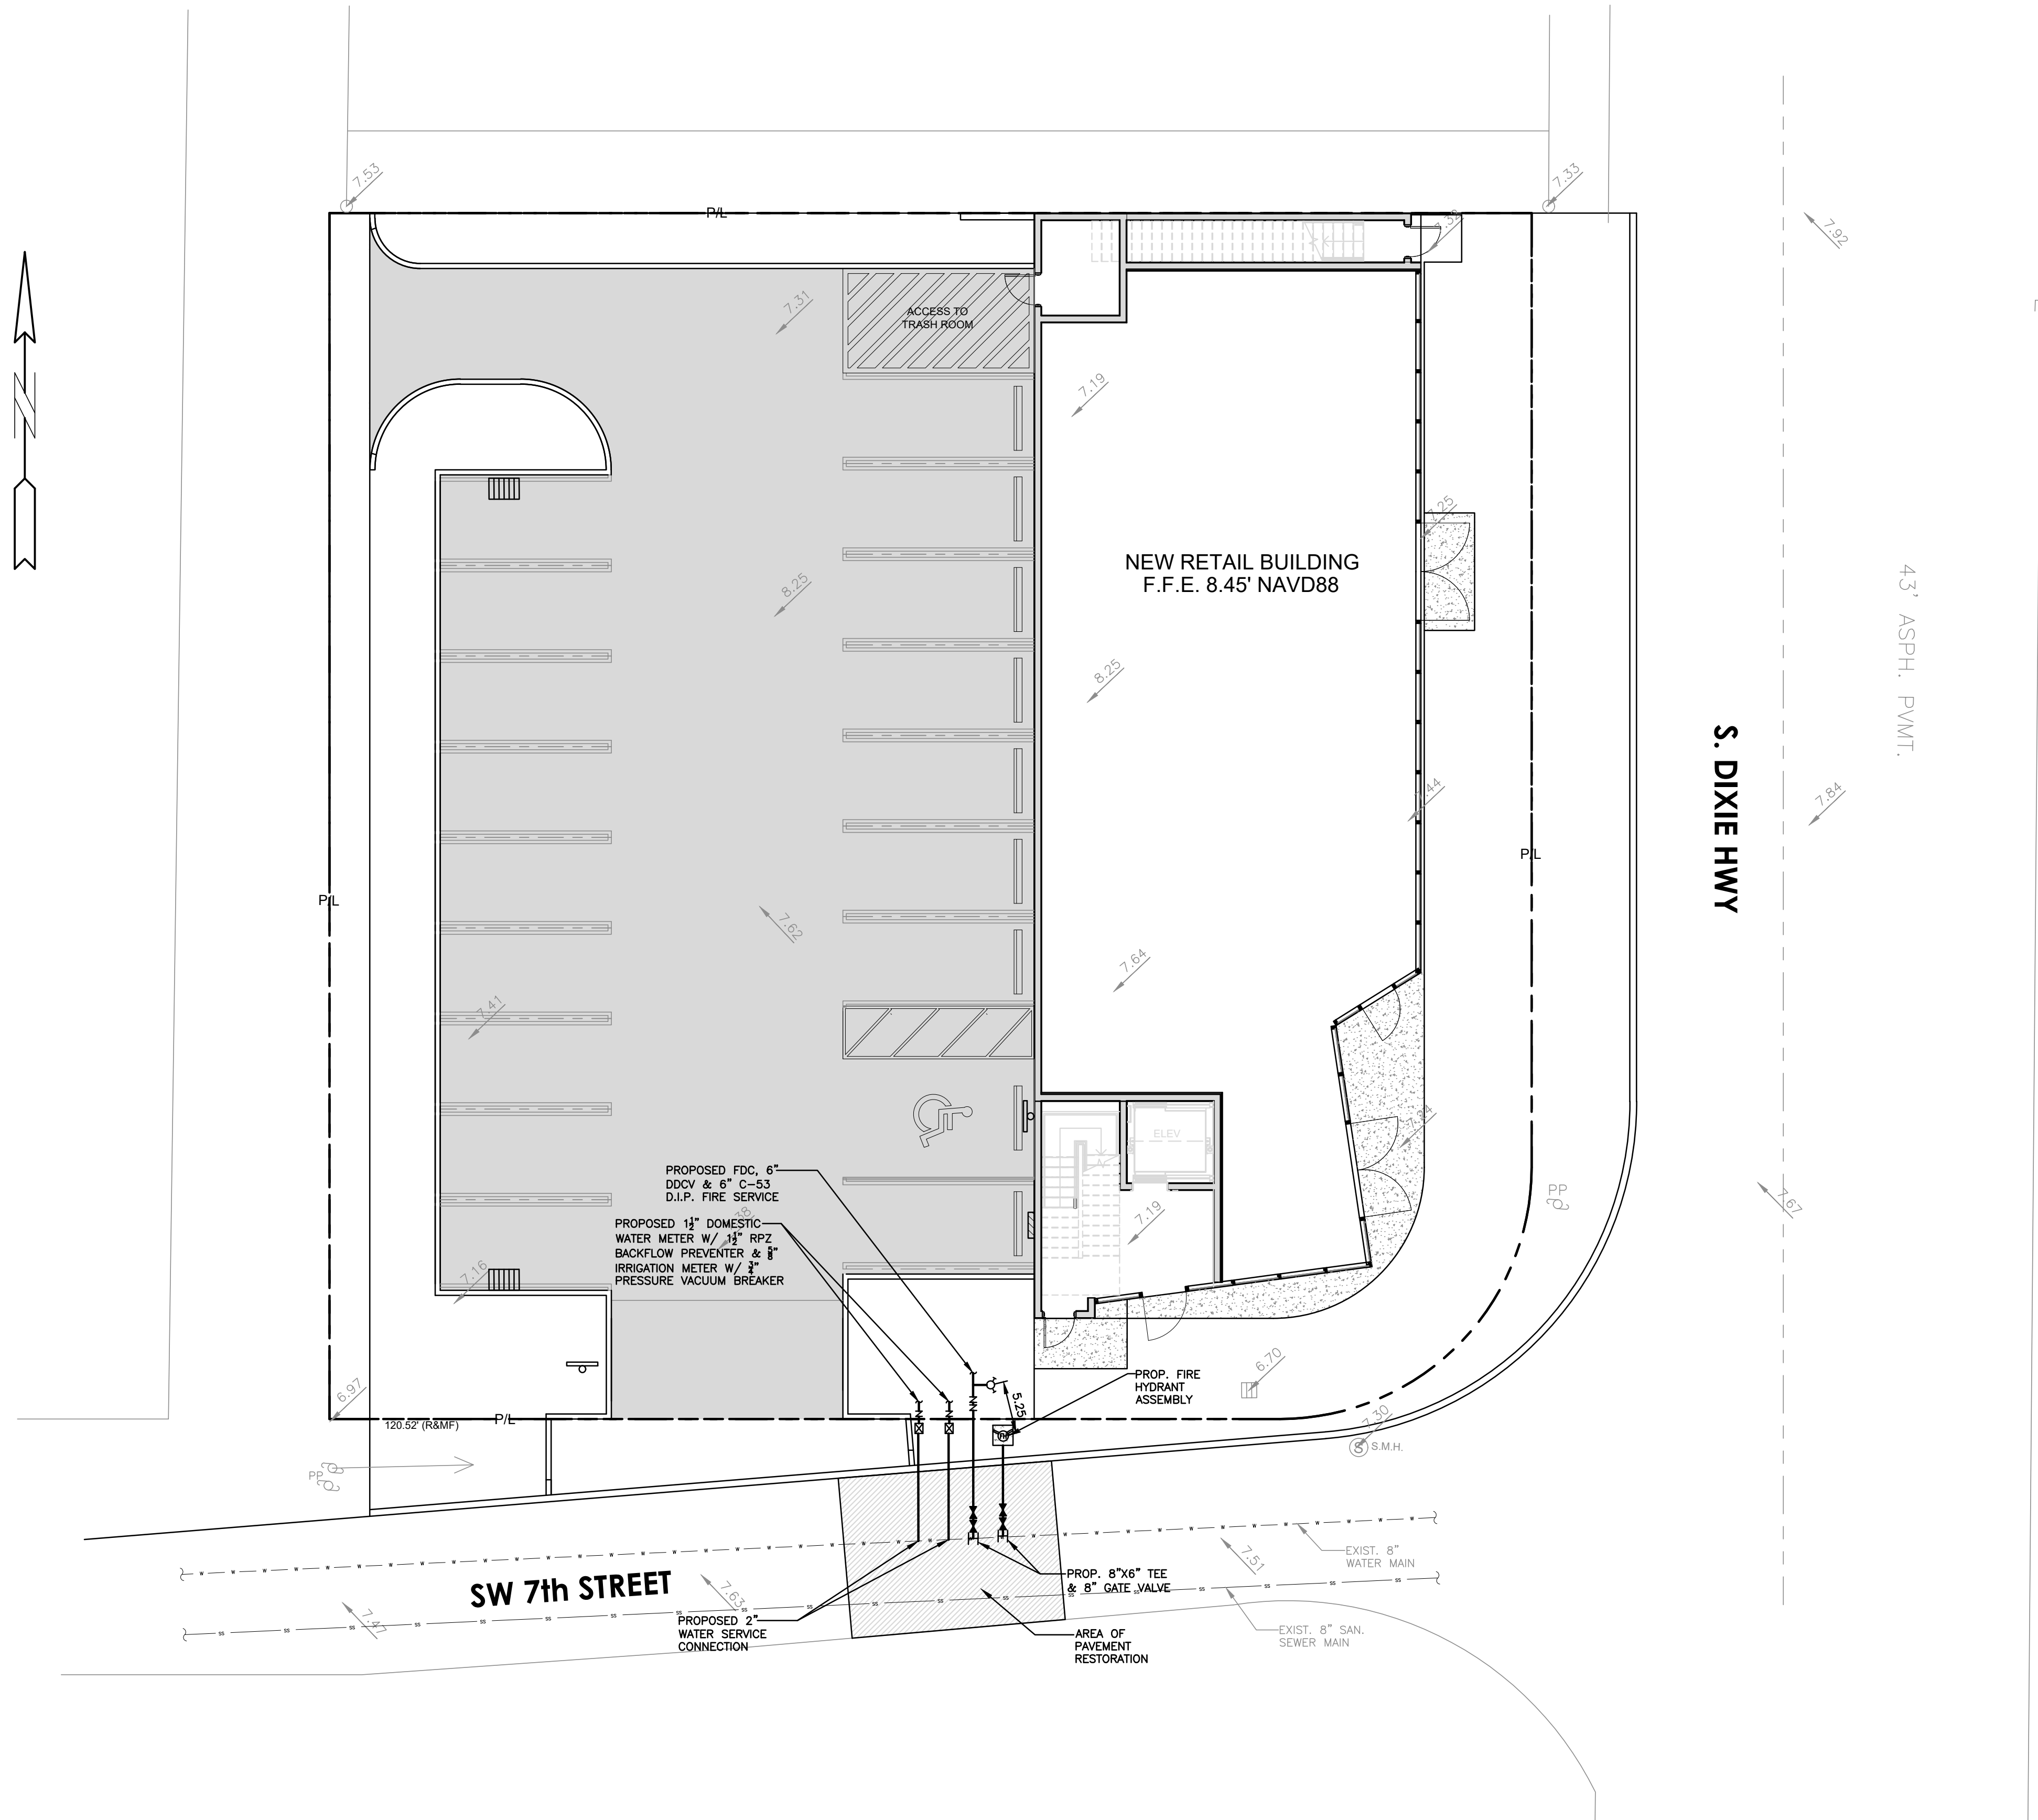 7.53
7.33
P/L
7.32
7.92
N
7.31
ACCESS TO
TRASH ROOM
7.19
7.25
NEW RETAIL BUILDING
F.F.E. 8.45' NAVD88
8.25
43' ASPH. PVMT.
8.25
S. DIXIE HWY
7.84
P/L
P/L
7.62
7.64
7.41
ELEV
PROPOSED FDC, 6"
DDCV & 6" C-53
D.I.P. FIRE SERVICE
PP
7.67
7.19
PROPOSED 1½" DOMESTIC
WATER METER W/ 1½" RPZ
BACKFLOW PREVENTER & ⅝"
IRRIGATION METER W/ ¾"
PRESSURE VACUUM BREAKER
7.16
6.70
PROP. FIRE
HYDRANT
ASSEMBLY
5.25
6.97
120.52' (R&MF)
P/L
7.30
S
S.M.H.
PP
EXIST. 8"
WATER MAIN
7.51
PROP. 8"X6" TEE
& 8" GATE VALVE
SW 7th STREET
7.63
7.47
PROPOSED 2"
WATER SERVICE
CONNECTION
AREA OF
PAVEMENT
RESTORATION
EXIST. 8" SAN.
SEWER MAIN